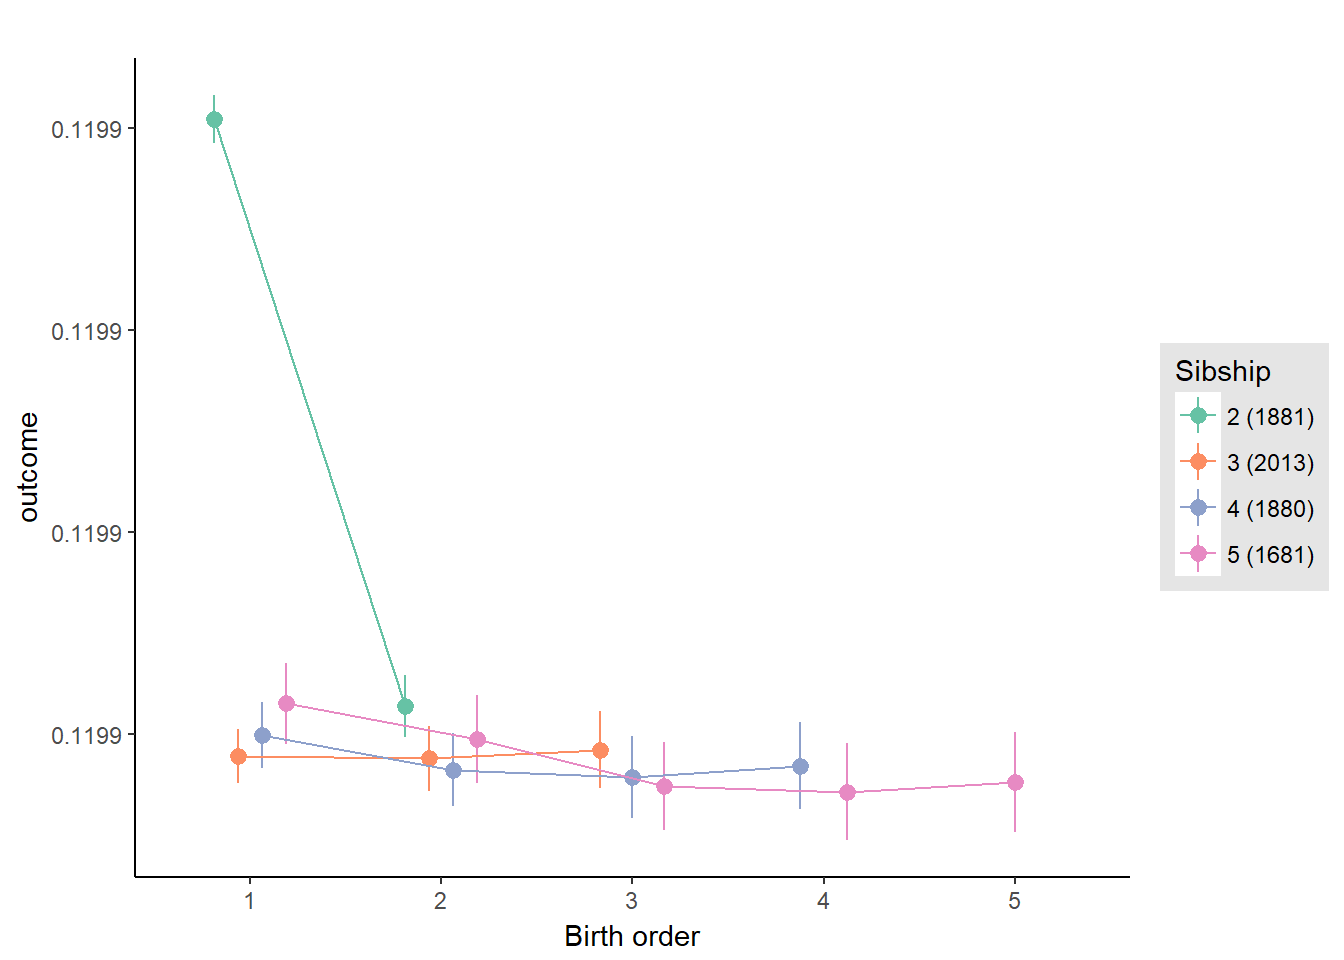 0.1199
0.1199
0.1199
0.1199
outcome
1 2 3 4 5
Birth order
Sibship
2 (1881)
3 (2013)
4 (1880)
5 (1681)